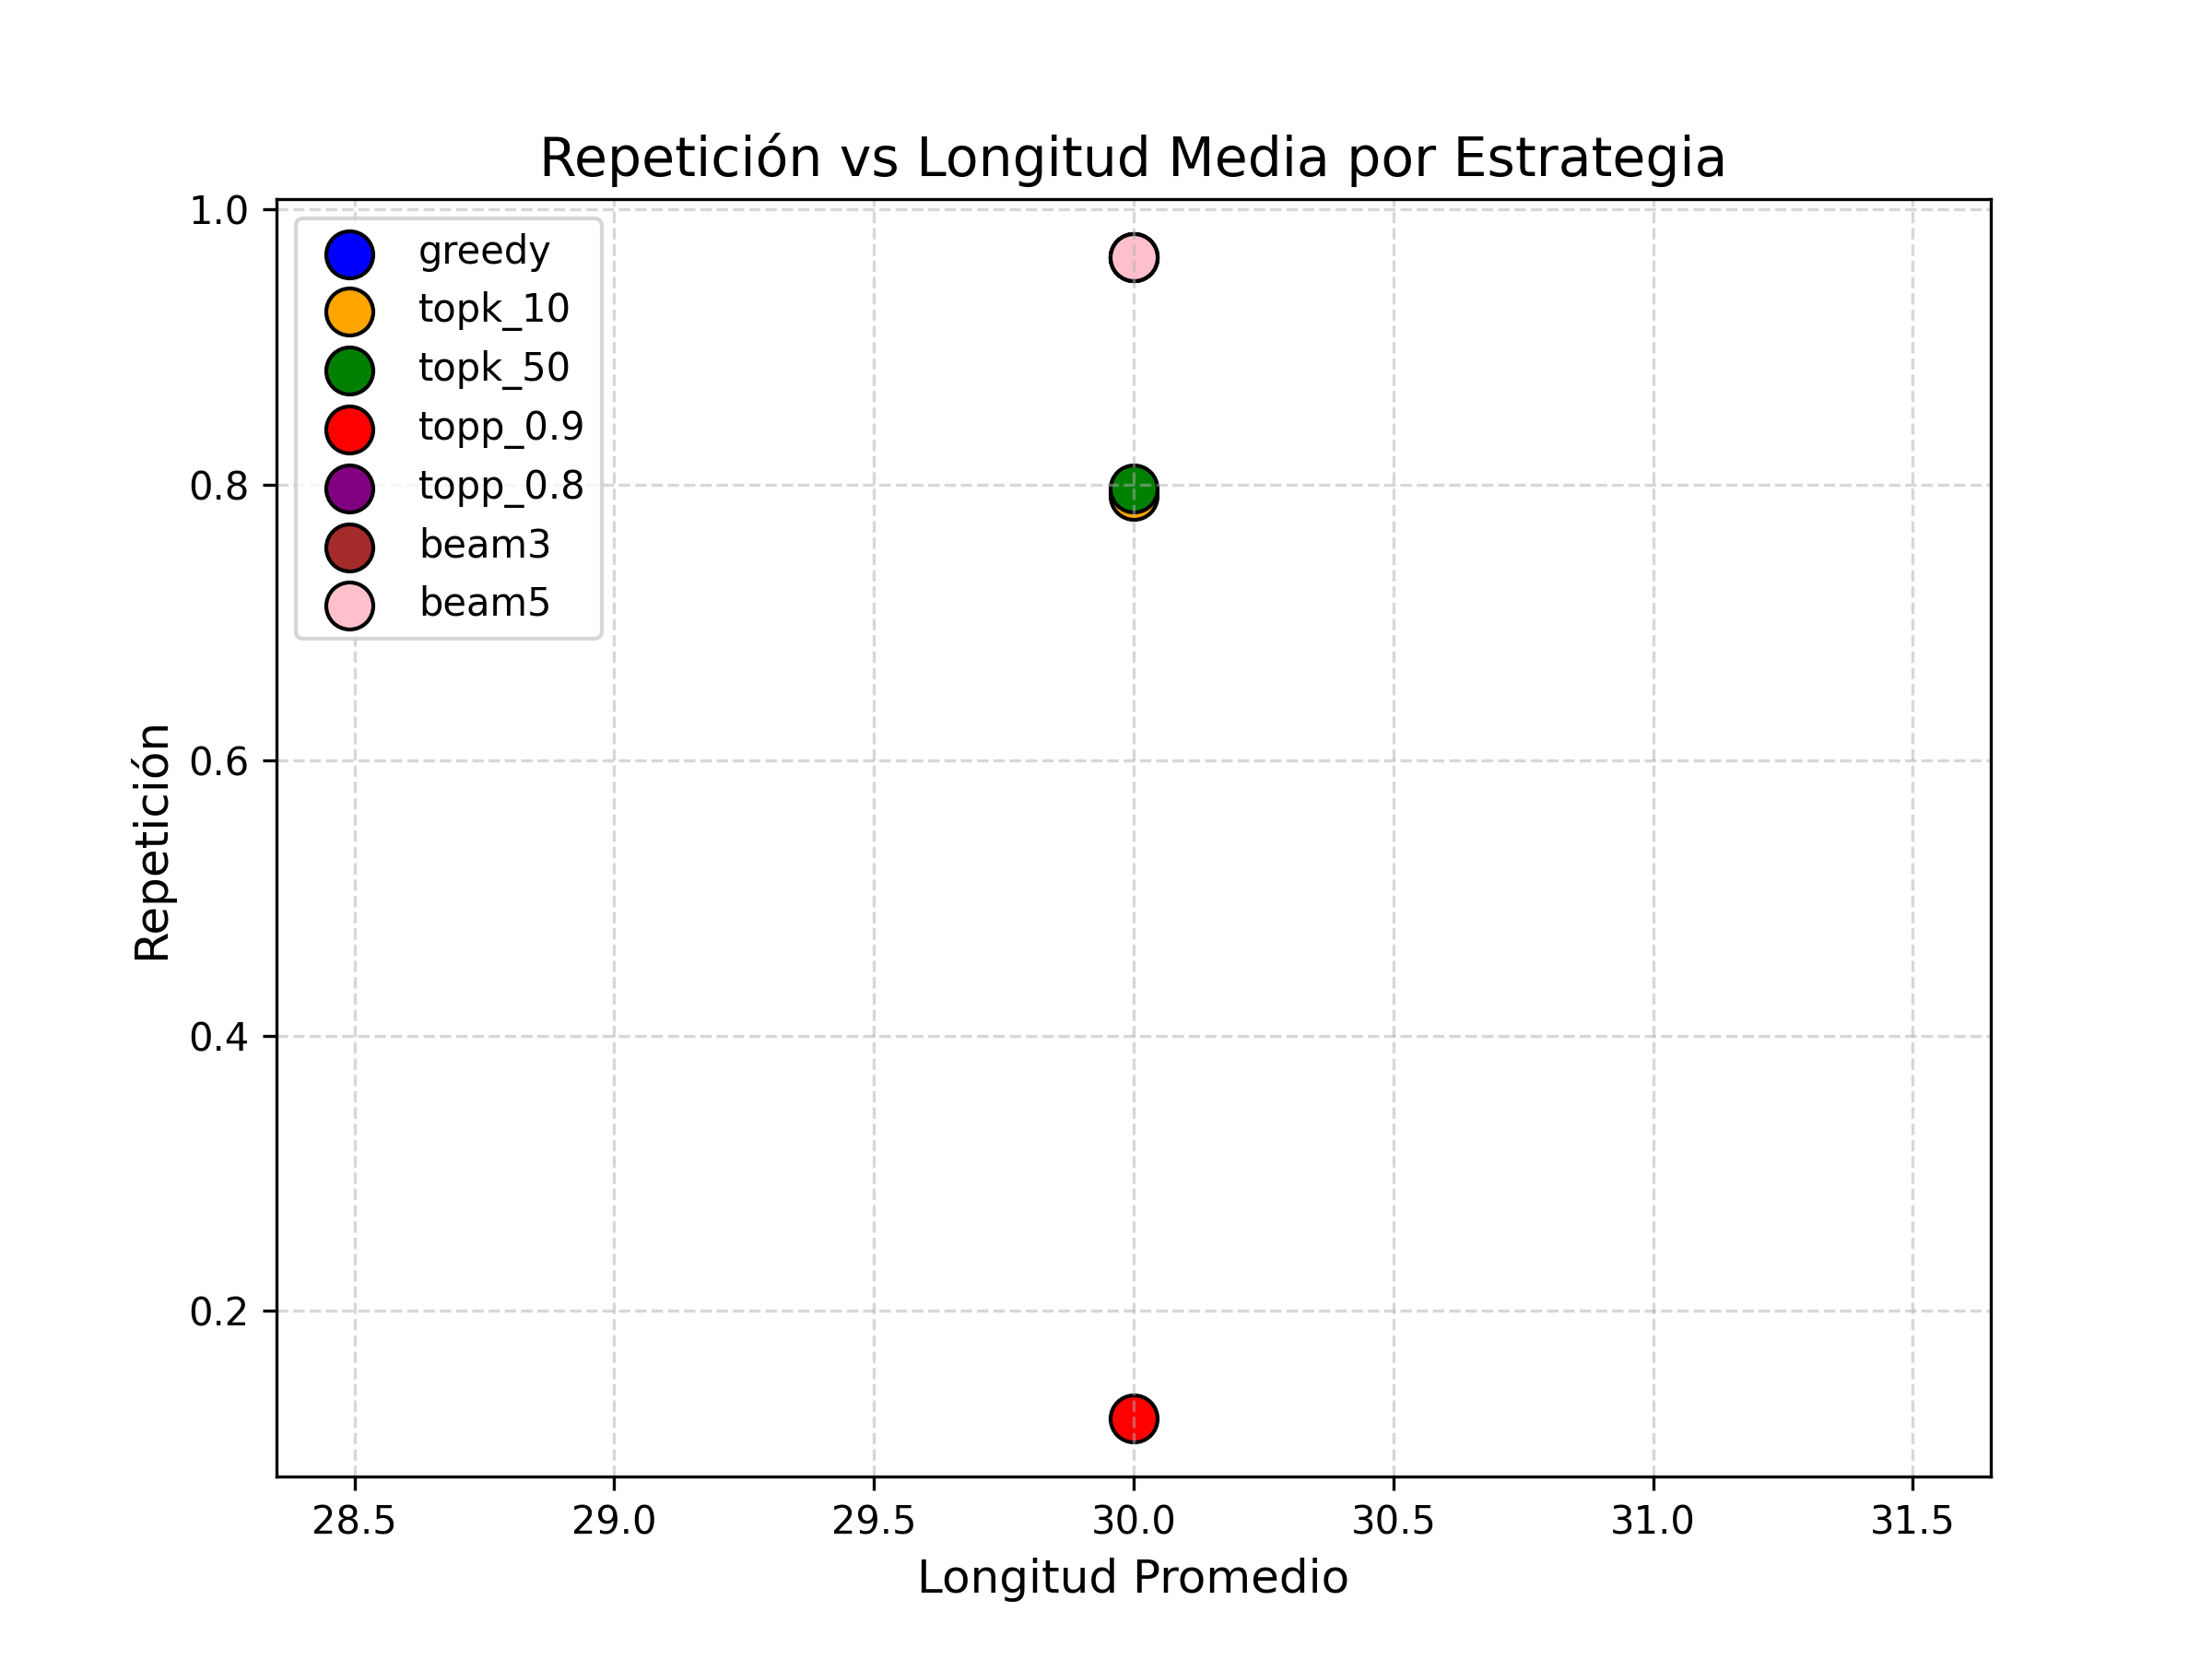 Repetición vs Longitud Media por Estrategia
1.0
0.8
0.6
0.4
0.2
Repetición
greedy
topk_10
topk_50
topp_0.9
topp_0.8
beam3
beam5
28.5 29.0 29.5 30.0 30.5 31.0 31.5
Longitud Promedio